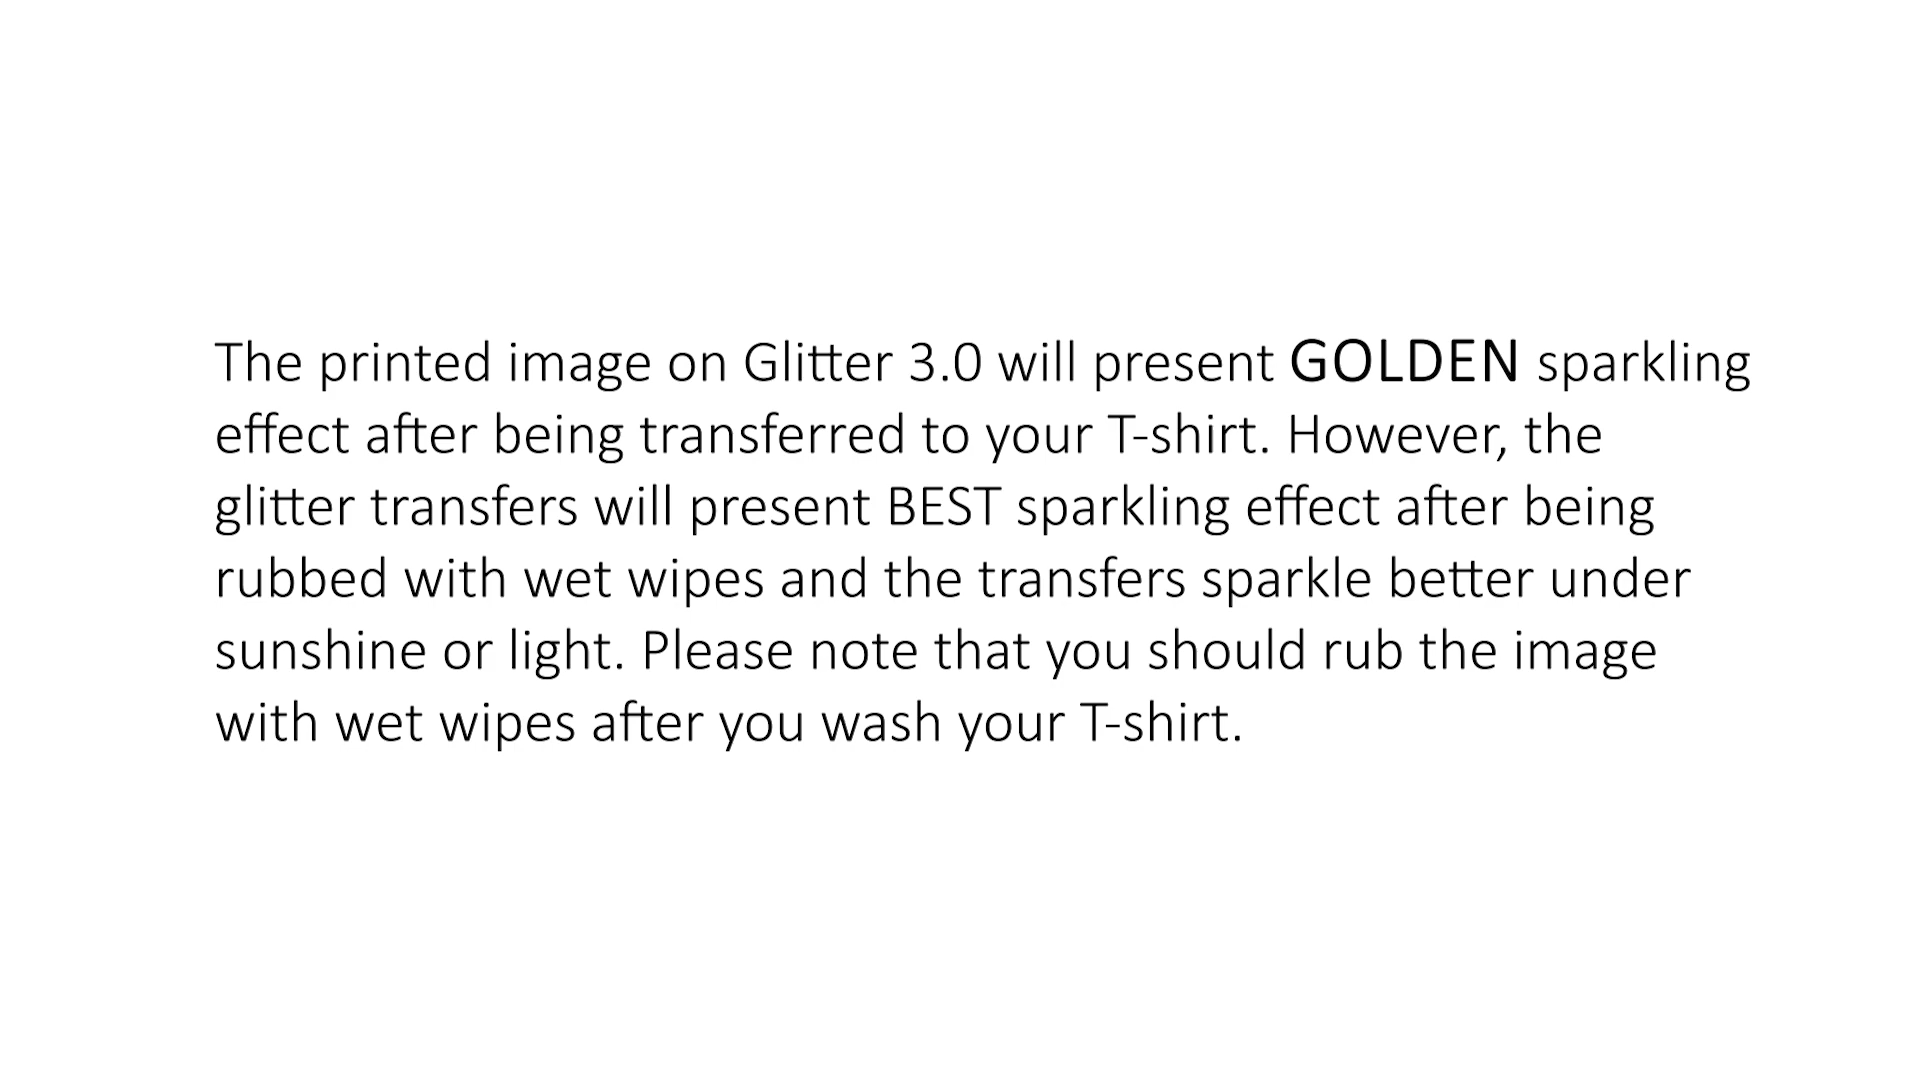 The printed image on Glitter 3.0 will present GOLDEN sparkling
effect after being transferred to your T-shirt. However, the
glitter transfers will present BEST sparkling effect after being
rubbed with wet wipes and the transfers sparkle better under
sunshine or light. Please note that you should rub the image
with wet wipes after you wash your T-shirt.